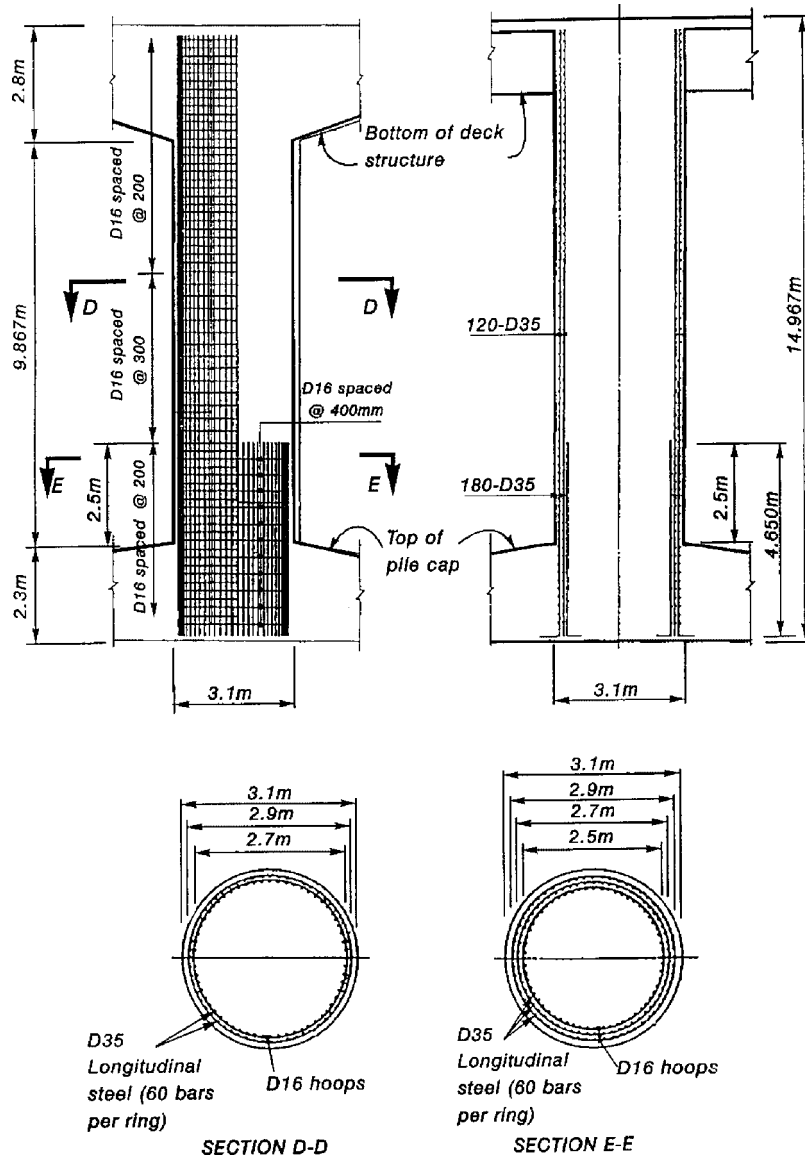 2.8m
9.867m
2.3m
2.5m
D16 spaced
@ 200
D16 spaced
@ 300
D16 spaced @ 200
D
D
E
E
D16 spaced
@ 400mm
Bottom of deck
structure
Top of
pile cap
3.1m
120-D35
180-D35
14.967m
4.650m
2.5m
3.1m
3.1m
2.9m
2.7m
D35
Longitudinal
steel (60 bars
per ring)
D16 hoops
SECTION D-D
3.1m
2.9m
2.7m
2.5m
D35
Longitudinal
steel (60 bars
per ring)
D16 hoops
SECTION E-E